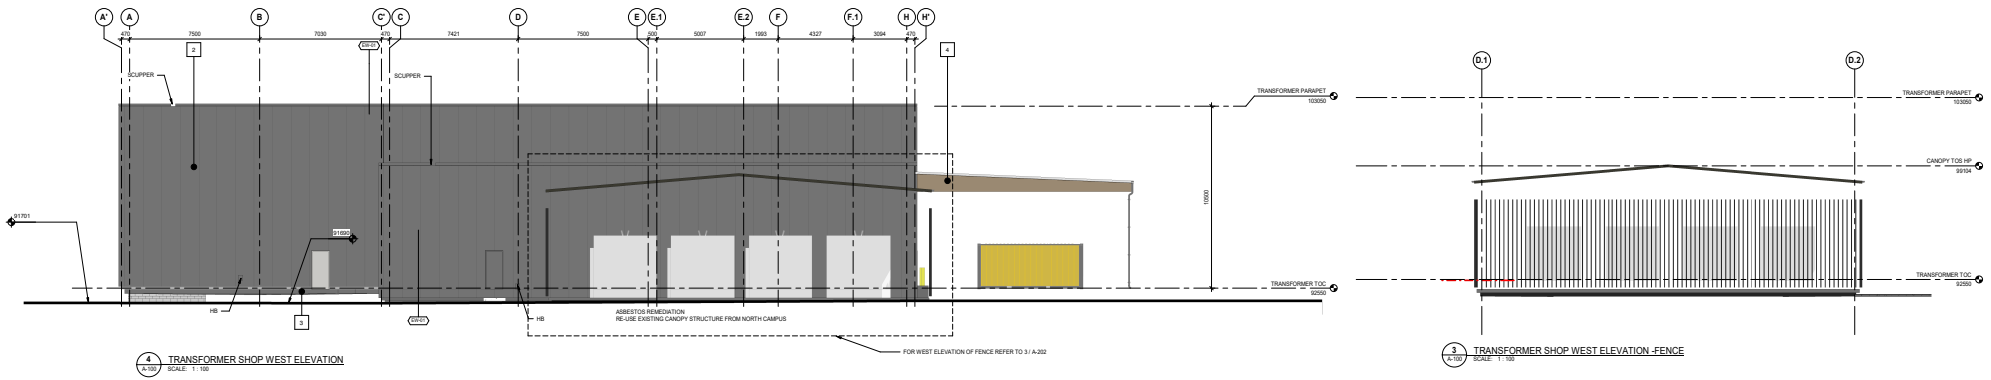 A' A B C' C D E E.1 E.2 F F.1 H H'
470 7500 7030 470 7421 7500 500 5007 1993 4327 3094 470
2
EW-01
4
SCUPPER
SCUPPER
D.1 D.2
TRANSFORMER PARAPET
103050
TRANSFORMER PARAPET
103050
CANOPY TOS HP
99104
10500
91701
91690
TRANSFORMER TOC
92550
TRANSFORMER TOC
92550
HB
3
EW-01
HB
ASBESTOS REMEDIATION
RE-USE EXISTING CANOPY STRUCTURE FROM NORTH CAMPUS
FOR WEST ELEVATION OF FENCE REFER TO 3 / A-202
4
A-100
TRANSFORMER SHOP WEST ELEVATION
SCALE: 1 : 100
3
A-100
TRANSFORMER SHOP WEST ELEVATION -FENCE
SCALE: 1 : 100